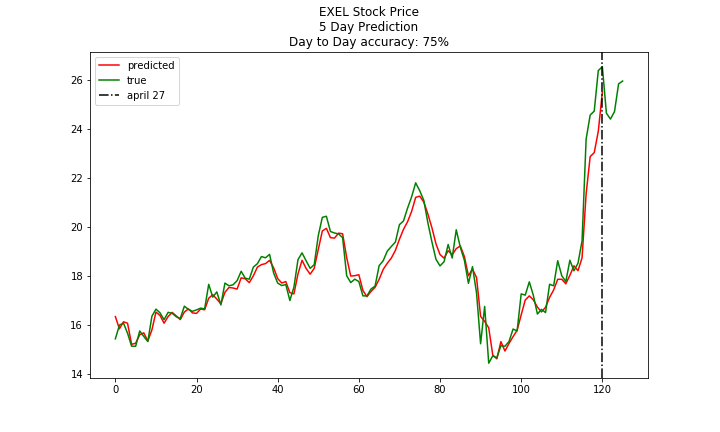 EXEL Stock Price
5 Day Prediction
Day to Day accuracy: 75%
predicted
true
april 27
26
24
22
20
18
16
14
0
20
40
60
80
100
120